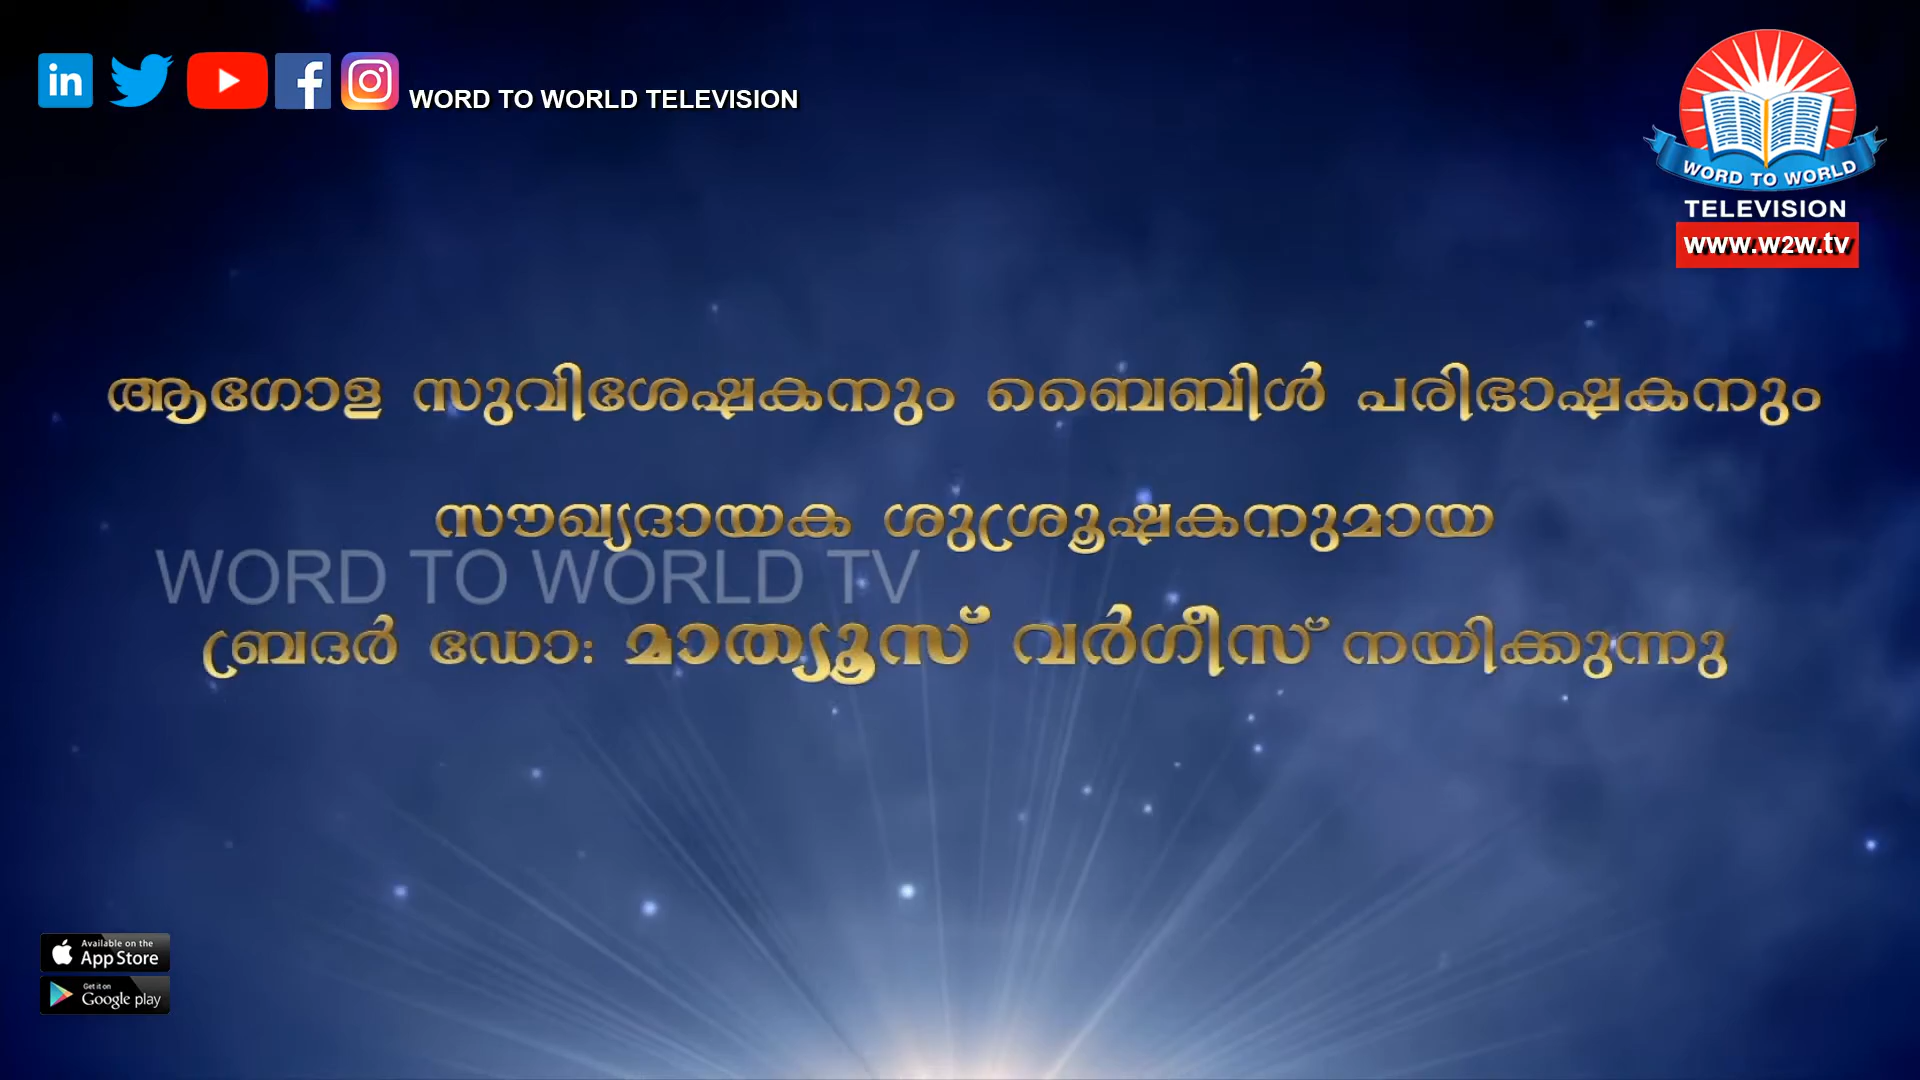 WORD TO WORLD TELEVISION
WORD TO WORLD
TELEVISION
www.w2w.tv
ആഗോള സുവിശേഷകനും ബൈബിൾ പരിഭാഷകനും
സൗഖ്യദായക ശുശ്രൂഷകനുമായ
WORD TO WORLD TV
ബ്രദർ ഡോ: മാത്യൂസ് വർഗീസ് നയിക്കുന്നു
Available on the
App Store
Get it on
Google play